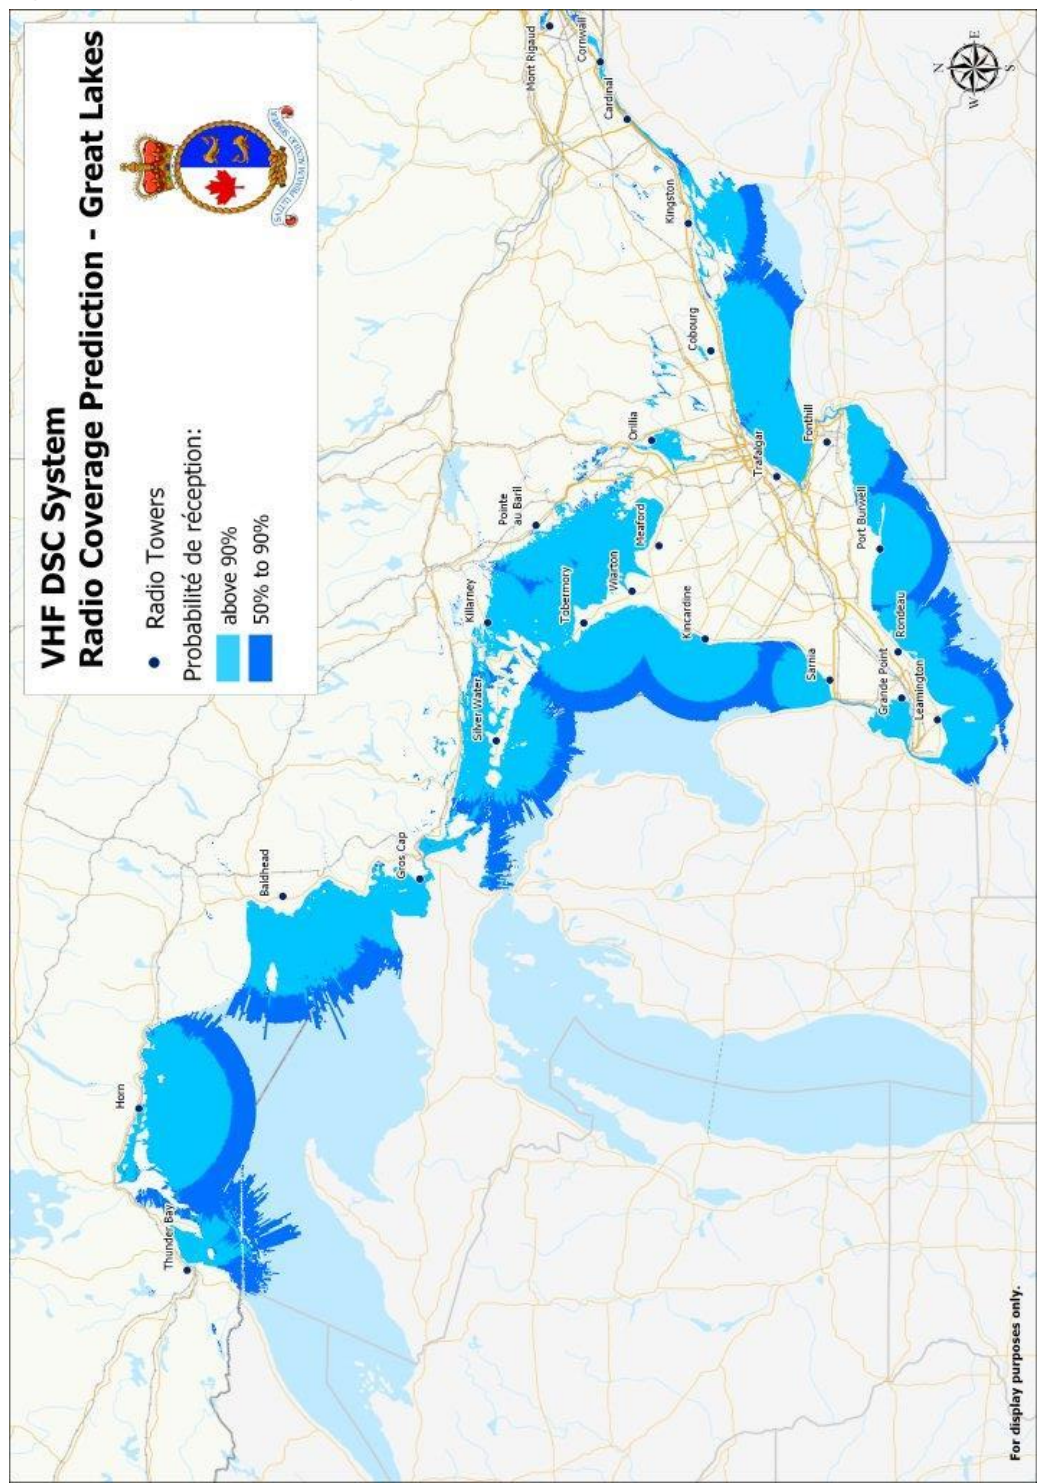 VHF DSC System
Radio Coverage Prediction - Great Lakes
Radio Towers
Probabilité de réception:
above 90%
50% to 90%
Thunder Bay
Horn
Baldhead
Gros Cap
Silver Water
Killarney
Pointe
au Baril
Tobermory
Wiarton
Meaford
Orillia
Kincardine
Sarnia
Grande Point
Leamington
Rondeau
Port Burwell
Trafalgar
Fonthill
Cobourg
Kingston
Cardinal
Cornwall
Mont Rigaud
N
E
S
W
For display purposes only.